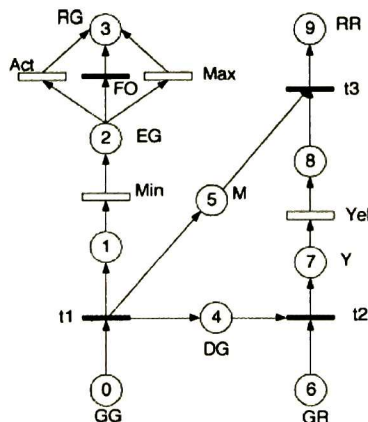 RG 3 9 RR
Act Max
FO t3
2 EG 8
Min 5 M Yel
1 7 Y
t1 4 t2
DG
0 6
GG GR